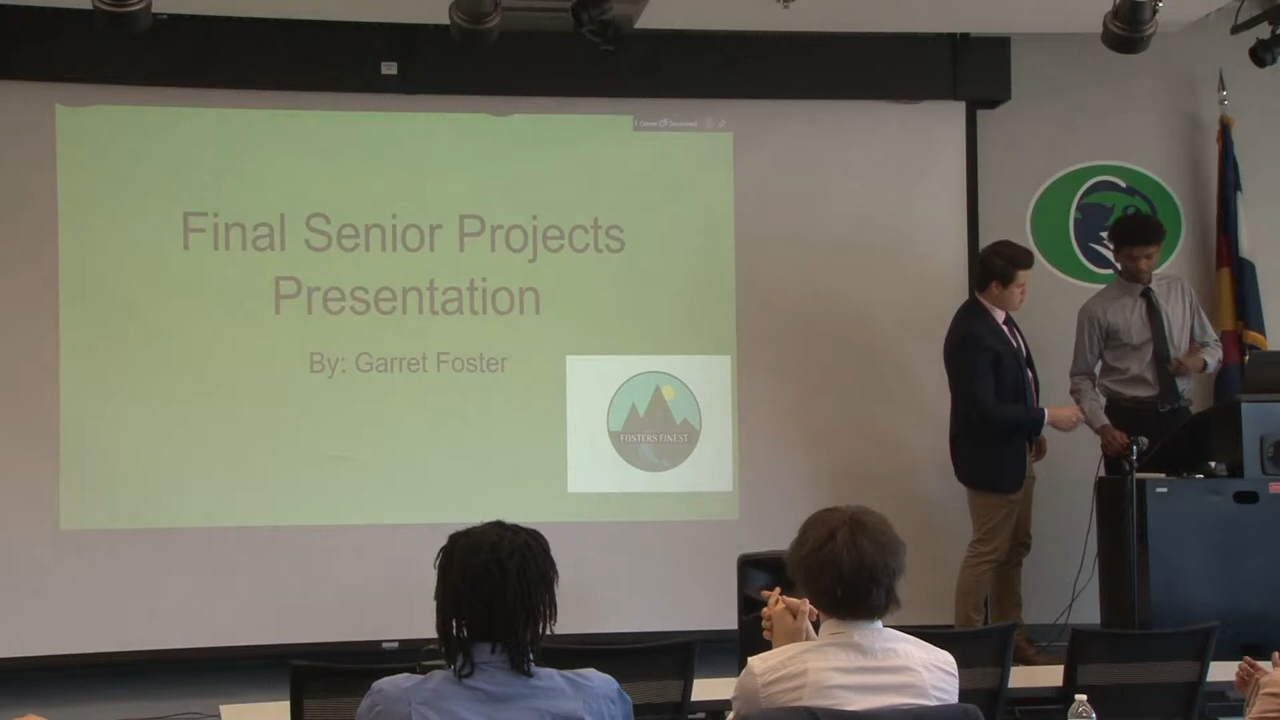 Final Senior Projects
Presentation
By: Garret Foster
FOSTERS FINEST